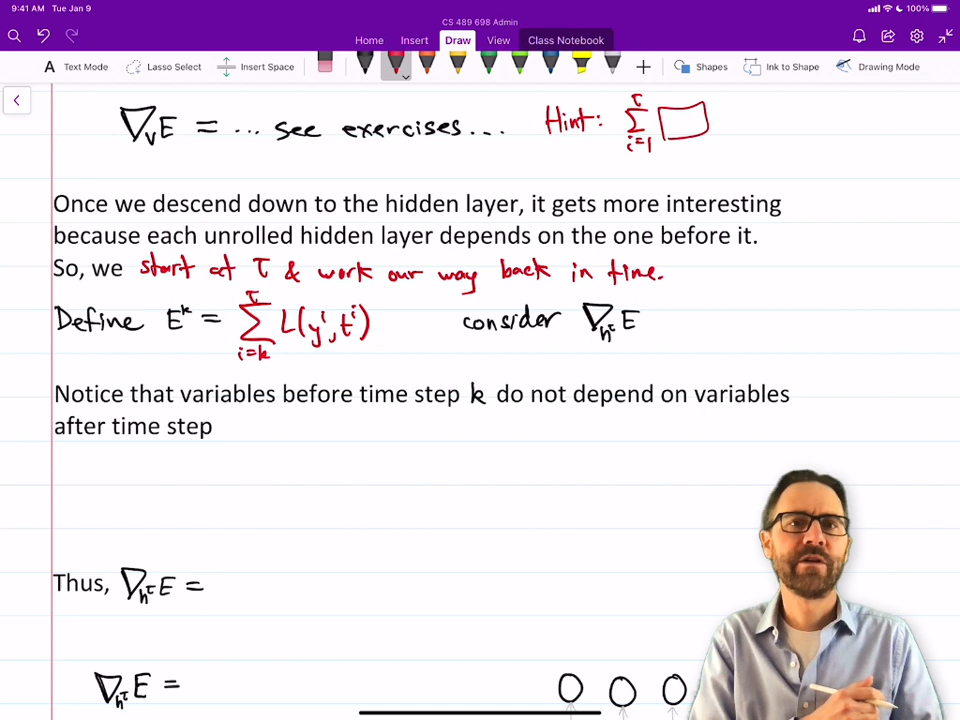 9:41 AM Tue Jan 9
100%
CS 489 698 Admin
Home Insert Draw View Class Notebook
A Text Mode Lasso Select Insert Space Shapes Ink to Shape Drawing Mode
∇_v E = ... see exercises... Hint: Σ_{i=1}^{τ} □
Once we descend down to the hidden layer, it gets more interesting
because each unrolled hidden layer depends on the one before it.
So, we start at τ & work our way back in time.
Define E^k = Σ_{i=k}^{τ} L(y^i, t^i) consider ∇_{h^τ} E
Notice that variables before time step k do not depend on variables
after time step
Thus, ∇_{h^τ} E =
∇_{h^τ} E =